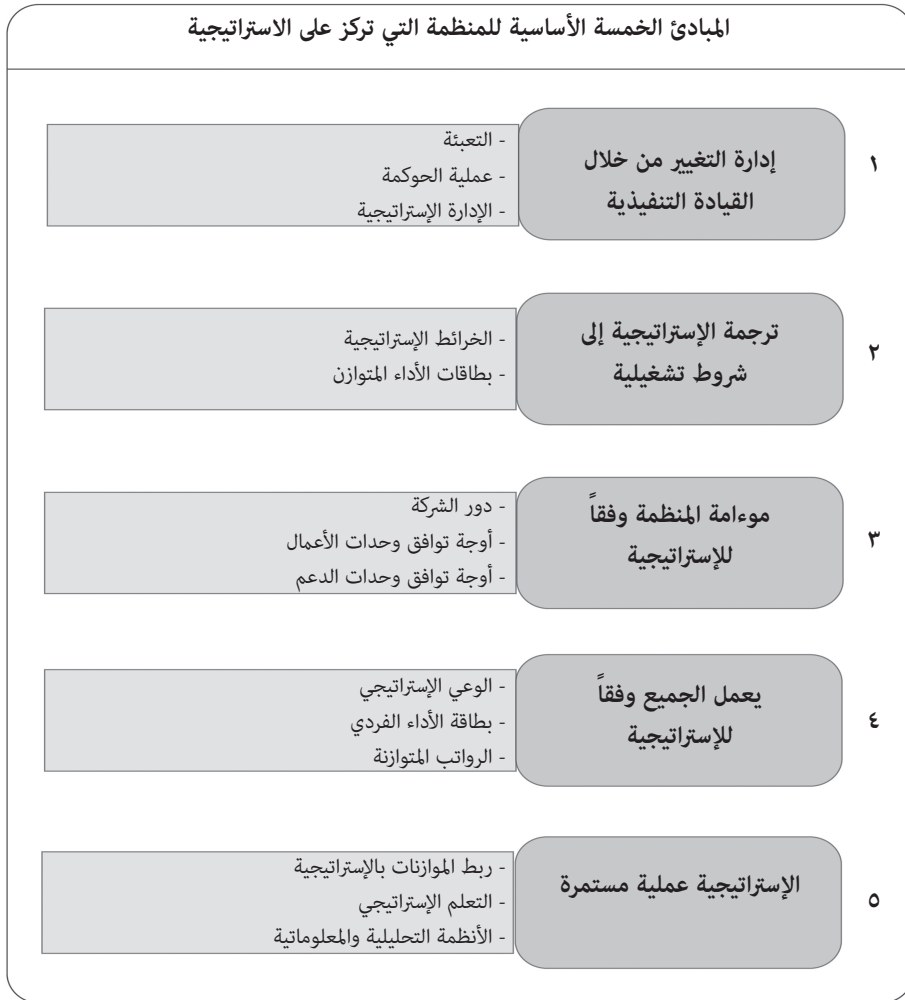 المبادئ الخمسة الأساسية للمنظمة التي تركز على الاستراتيجية
١
إدارة التغيير من خلال
القيادة التنفيذية
- التعبئة
- عملية الحوكمة
- الإدارة الإستراتيجية
٢
ترجمة الإستراتيجية إلى
شروط تشغيلية
- الخرائط الإستراتيجية
- بطاقات الأداء المتوازن
٣
موءامة المنظمة وفقاً
للإستراتيجية
- دور الشركة
- أوجة توافق وحدات الأعمال
- أوجة توافق وحدات الدعم
٤
يعمل الجميع وفقاً
للإستراتيجية
- الوعي الإستراتيجي
- بطاقة الأداء الفردي
- الرواتب المتوازنة
٥
الإستراتيجية عملية مستمرة
- ربط الموازنات بالإستراتيجية
- التعلم الإستراتيجي
- الأنظمة التحليلية والمعلوماتية